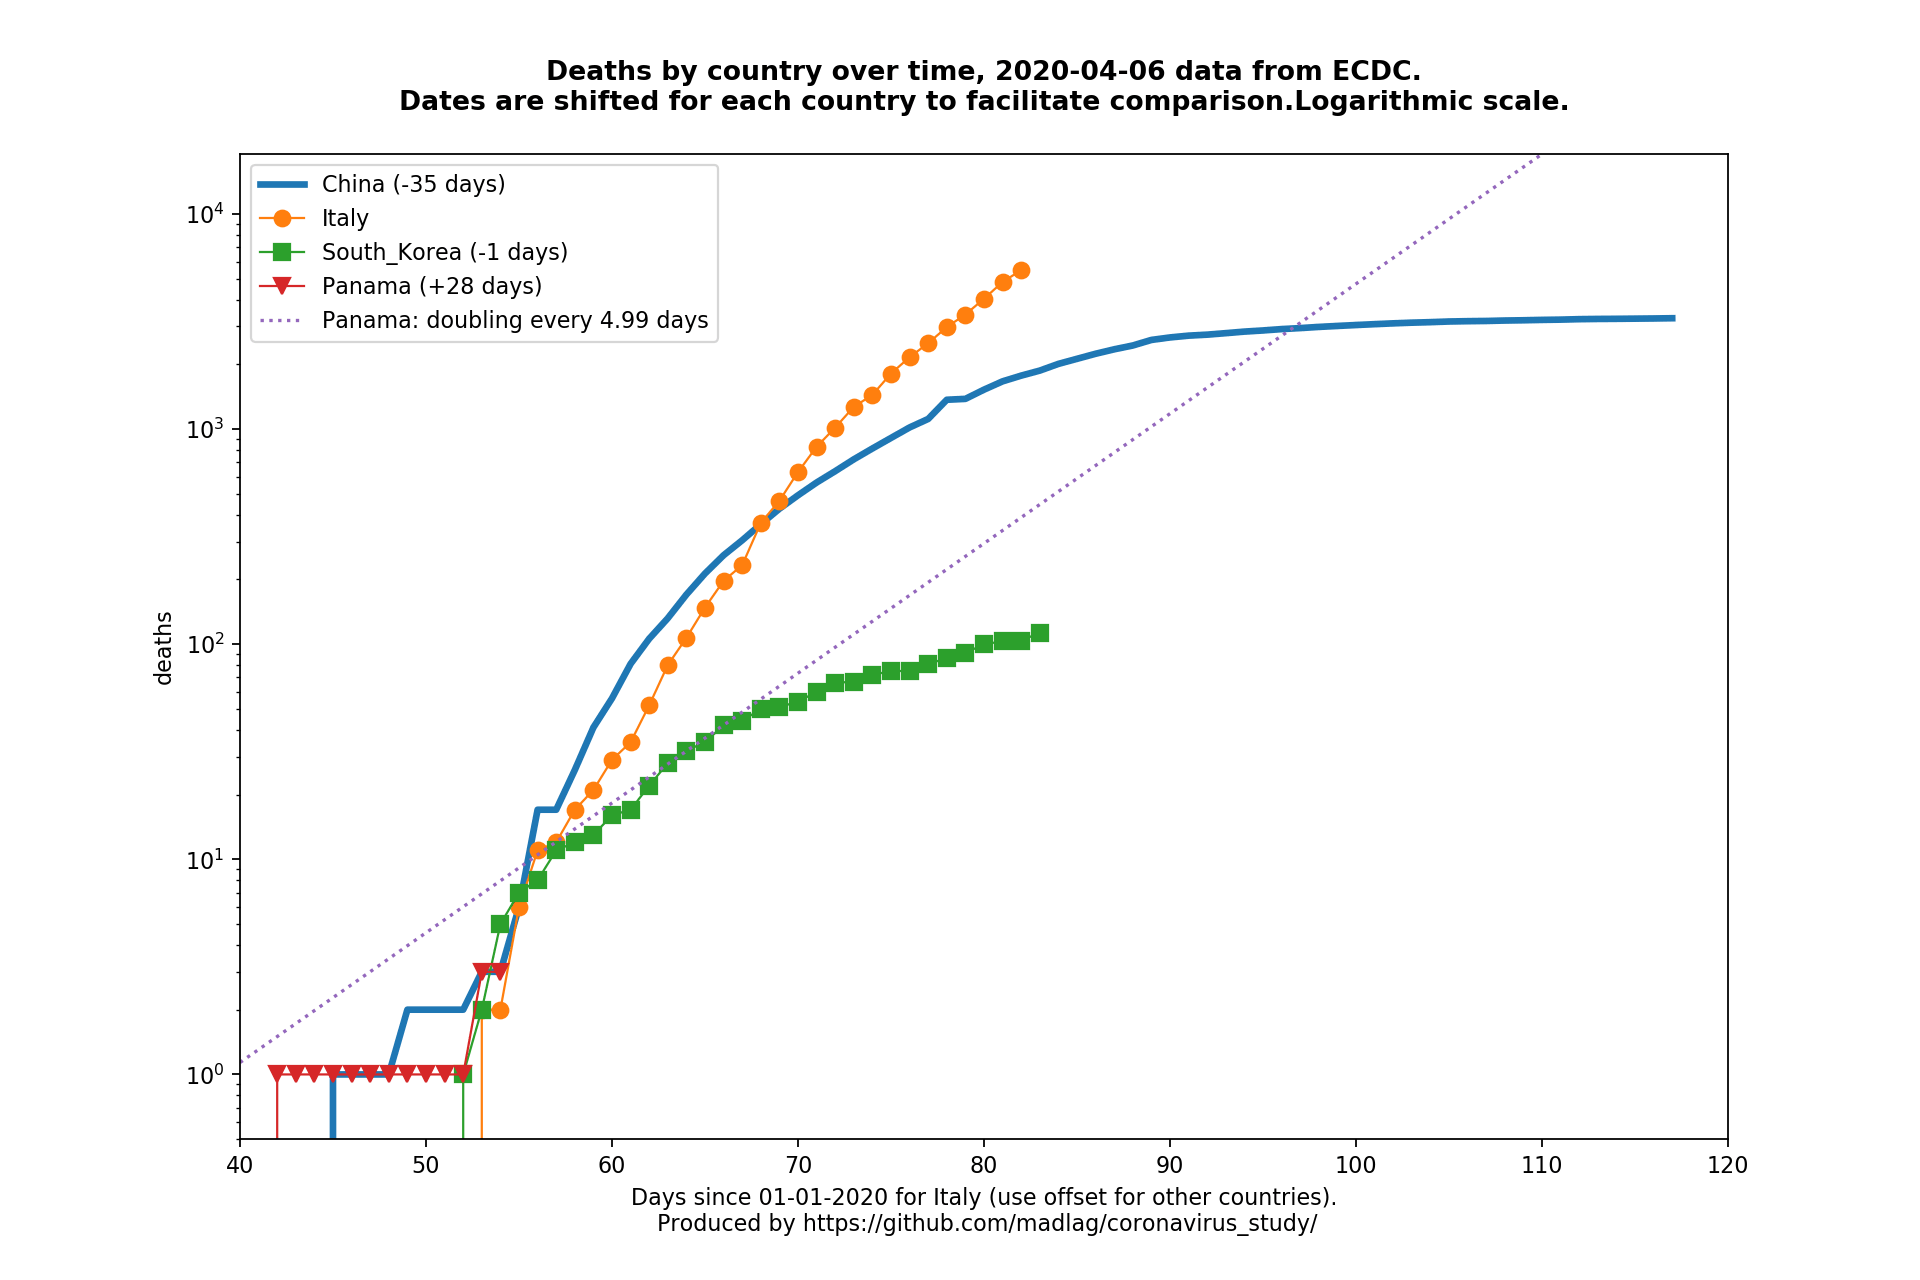 Deaths by country over time, 2020-04-06 data from ECDC.
Dates are shifted for each country to facilitate comparison.Logarithmic scale.
China (-35 days)
Italy
South_Korea (-1 days)
Panama (+28 days)
Panama: doubling every 4.99 days
10⁴
10³
10²
10¹
10⁰
deaths
40 50 60 70 80 90 100 110 120
Days since 01-01-2020 for Italy (use offset for other countries).
Produced by https://github.com/madlag/coronavirus_study/